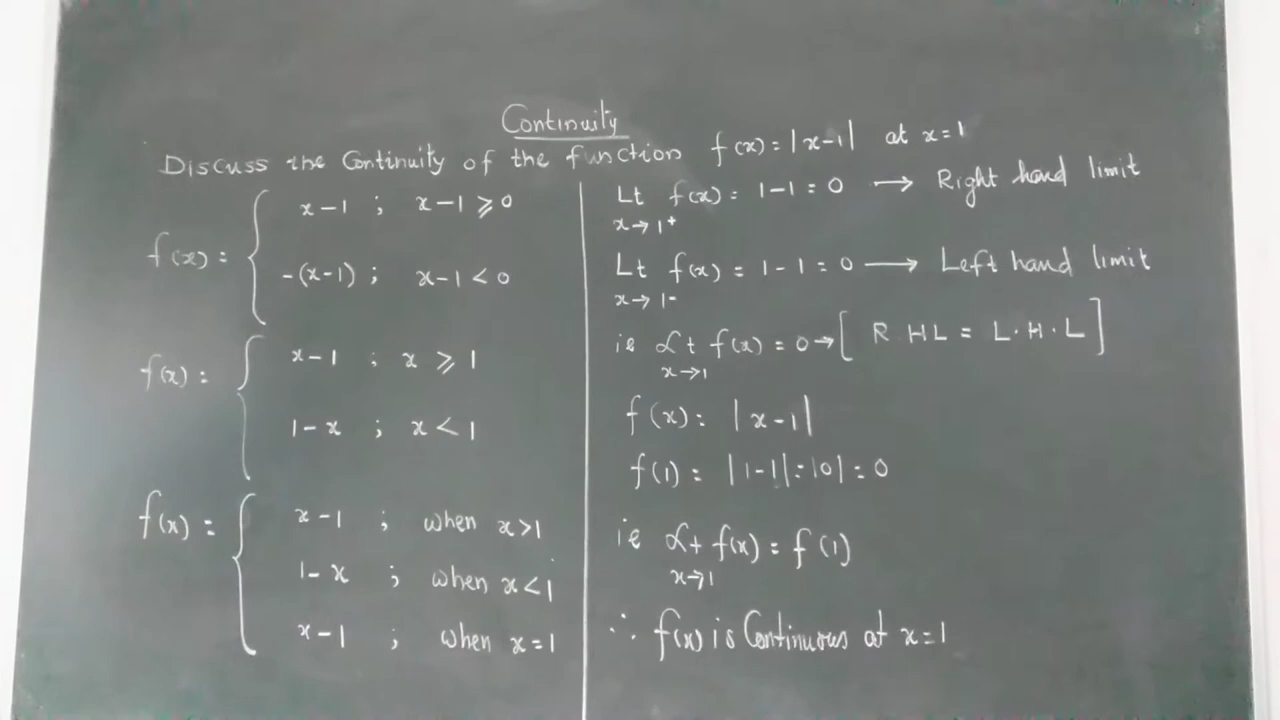 Continuity
Discuss the Continuity of the function f(x) = |x-1| at x=1
f(x) = { x-1 ; x-1 ⩾ 0
-(x-1) ; x-1 < 0
f(x) = { x-1 ; x ⩾ 1
1-x ; x < 1
f(x) = { x-1 ; when x>1
1-x ; when x<1
x-1 ; when x=1
Lt f(x) = 1-1 = 0 → Right hand limit
x→1+
Lt f(x) = 1-1 = 0 → Left hand limit
x→1-
ie Lt f(x) = 0 → [ R HL = L.H.L ]
x→1
f(x) = |x-1|
f(1) = |1-1| = |0| = 0
ie Lt f(x) = f(1)
x→1
∴ f(x) is Continuous at x=1